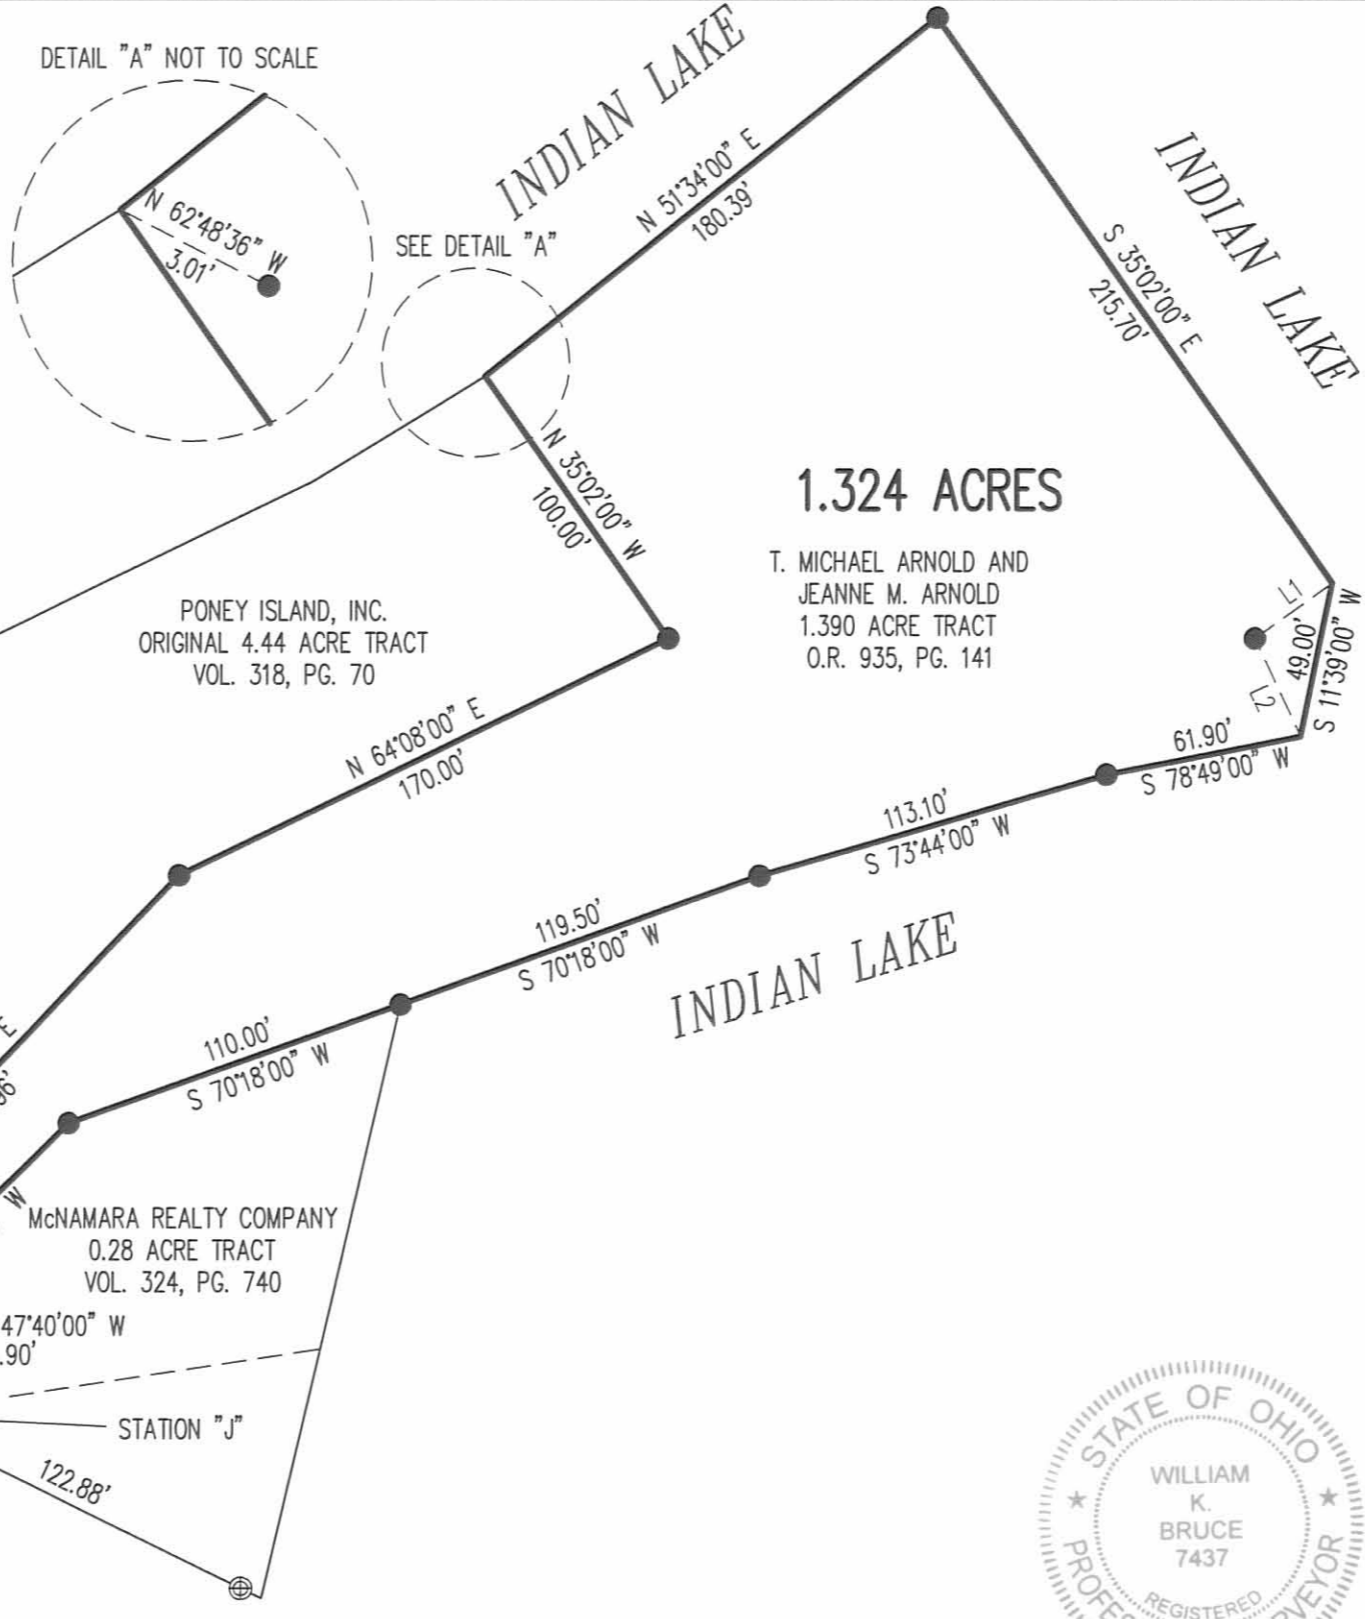 DETAIL "A" NOT TO SCALE
N 62°48'36" W
3.01'
SEE DETAIL "A"
INDIAN LAKE
N 51°34'00" E
180.39'
INDIAN LAKE
S 35°02'00" E
215.70'
N 35°02'00" W
100.00'
1.324 ACRES
T. MICHAEL ARNOLD AND
JEANNE M. ARNOLD
1.390 ACRE TRACT
O.R. 935, PG. 141
PONEY ISLAND, INC.
ORIGINAL 4.44 ACRE TRACT
VOL. 318, PG. 70
L1
49.00'
S 11°39'00" W
L2
N 64°08'00" E
170.00'
61.90'
S 78°49'00" W
113.10'
S 73°44'00" W
119.50'
S 70°18'00" W
INDIAN LAKE
110.00'
S 70°18'00" W
E
W
McNAMARA REALTY COMPANY
0.28 ACRE TRACT
VOL. 324, PG. 740
47°40'00" W
.90'
STATION "J"
122.88'
STATE OF OHIO
WILLIAM
K.
BRUCE
7437
REGISTERED